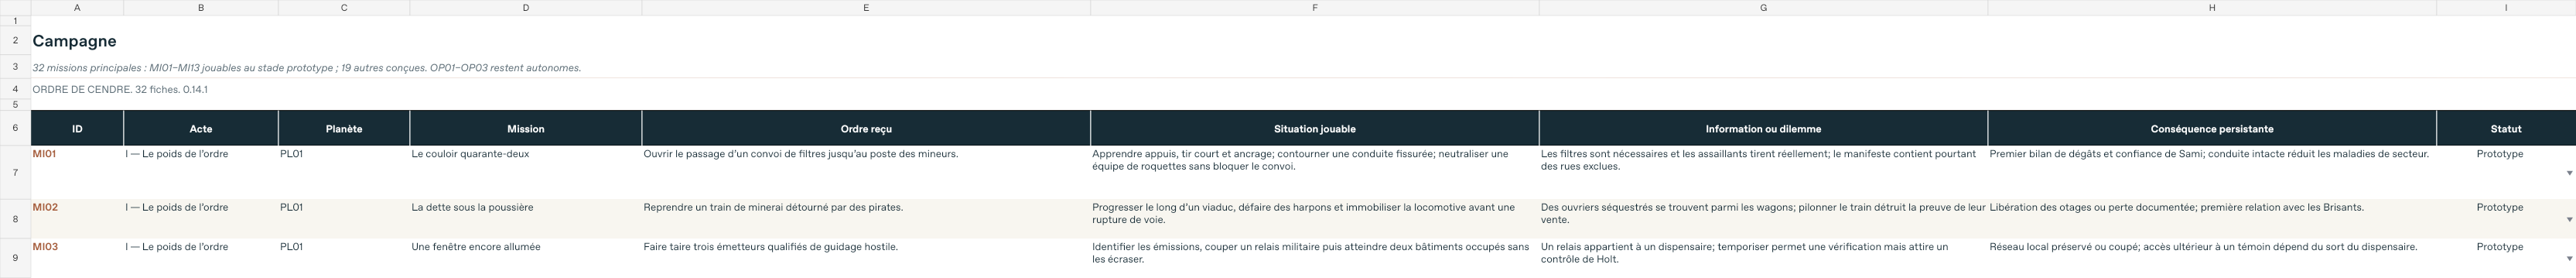 A B C D E F G H I
1
2 Campagne
3 32 missions principales : MI01–MI13 jouables au stade prototype ; 19 autres conçues. OP01–OP03 restent autonomes.
4 ORDRE DE CENDRE. 32 fiches. 0.14.1
5
6 ID Acte Planète Mission Ordre reçu Situation jouable Information ou dilemme Conséquence persistante Statut
7 MI01 I — Le poids de l’ordre PL01 Le couloir quarante-deux Ouvrir le passage d’un convoi de filtres jusqu’au poste des mineurs. Apprendre appuis, tir court et ancrage; contourner une conduite fissurée; neutraliser une équipe de roquettes sans bloquer le convoi. Les filtres sont nécessaires et les assaillants tirent réellement; le manifeste contient pourtant des rues exclues. Premier bilan de dégâts et confiance de Sami; conduite intacte réduit les maladies de secteur. Prototype
8 MI02 I — Le poids de l’ordre PL01 La dette sous la poussière Reprendre un train de minerai détourné par des pirates. Progresser le long d’un viaduc, défaire des harpons et immobiliser la locomotive avant une rupture de voie. Des ouvriers séquestrés se trouvent parmi les wagons; pilonner le train détruit la preuve de leur vente. Libération des otages ou perte documentée; première relation avec les Brisants. Prototype
9 MI03 I — Le poids de l’ordre PL01 Une fenêtre encore allumée Faire taire trois émetteurs qualifiés de guidage hostile. Identifier les émissions, couper un relais militaire puis atteindre deux bâtiments occupés sans les écraser. Un relais appartient à un dispensaire; temporiser permet une vérification mais attire un contrôle de Holt. Réseau local préservé ou coupé; accès ultérieur à un témoin dépend du sort du dispensaire. Prototype